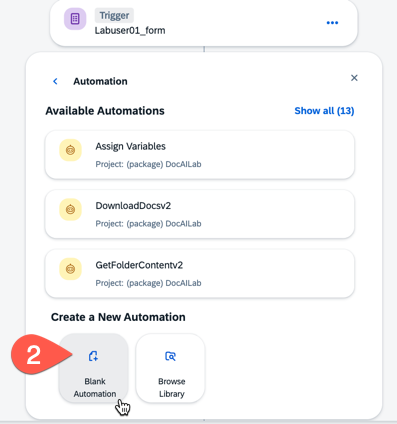 Trigger
Labuser01_form
Automation
Available Automations
Show all (13)
Assign Variables
Project: (package) DocAILab
DownloadDocsv2
Project: (package) DocAILab
GetFolderContentv2
Project: (package) DocAILab
Create a New Automation
2
Blank
Automation
Browse
Library